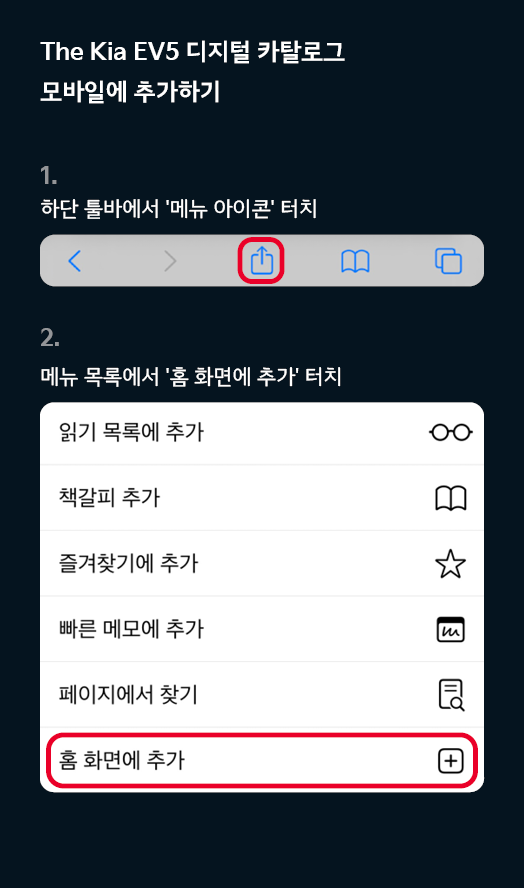 The Kia EV5 디지털 카탈로그
모바일에 추가하기
1.
하단 툴바에서 '메뉴 아이콘' 터치
2.
메뉴 목록에서 '홈 화면에 추가' 터치
읽기 목록에 추가
책갈피 추가
즐겨찾기에 추가
빠른 메모에 추가
페이지에서 찾기
홈 화면에 추가